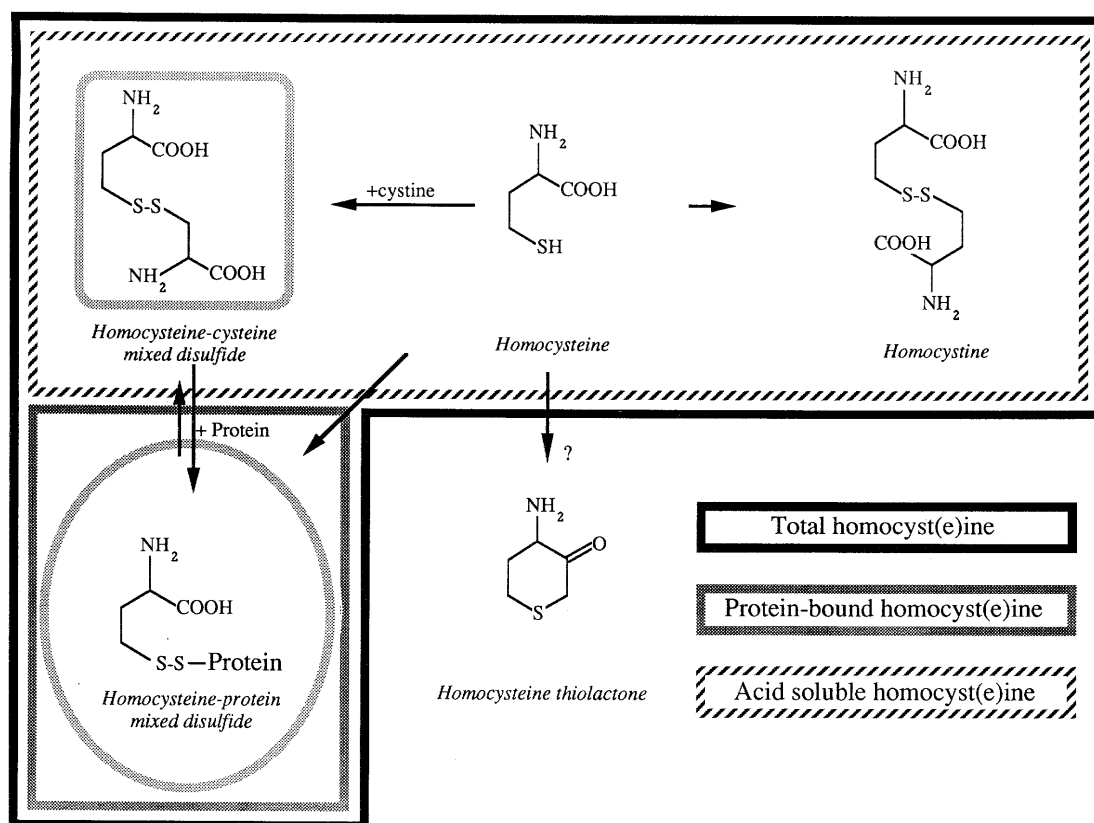 NH2
COOH
S-S
NH2
COOH
Homocysteine-cysteine
mixed disulfide
+cystine
NH2
COOH
SH
Homocysteine
NH2
COOH
S-S
COOH
NH2
Homocystine
+ Protein
?
NH2
COOH
S-S—Protein
Homocysteine-protein
mixed disulfide
NH2
O
S
Homocysteine thiolactone
Total homocyst(e)ine
Protein-bound homocyst(e)ine
Acid soluble homocyst(e)ine